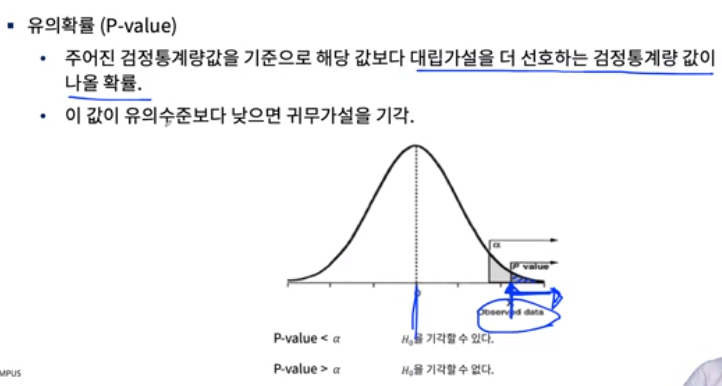 ▪ 유의확률 (P-value)
• 주어진 검정통계량값을 기준으로 해당 값보다 대립가설을 더 선호하는 검정통계량 값이
나올 확률.
• 이 값이 유의수준보다 낮으면 귀무가설을 기각.
α
P value
Observed data
P-value < α H₀을 기각할 수 있다.
P-value > α H₀을 기각할 수 없다.
MPUS